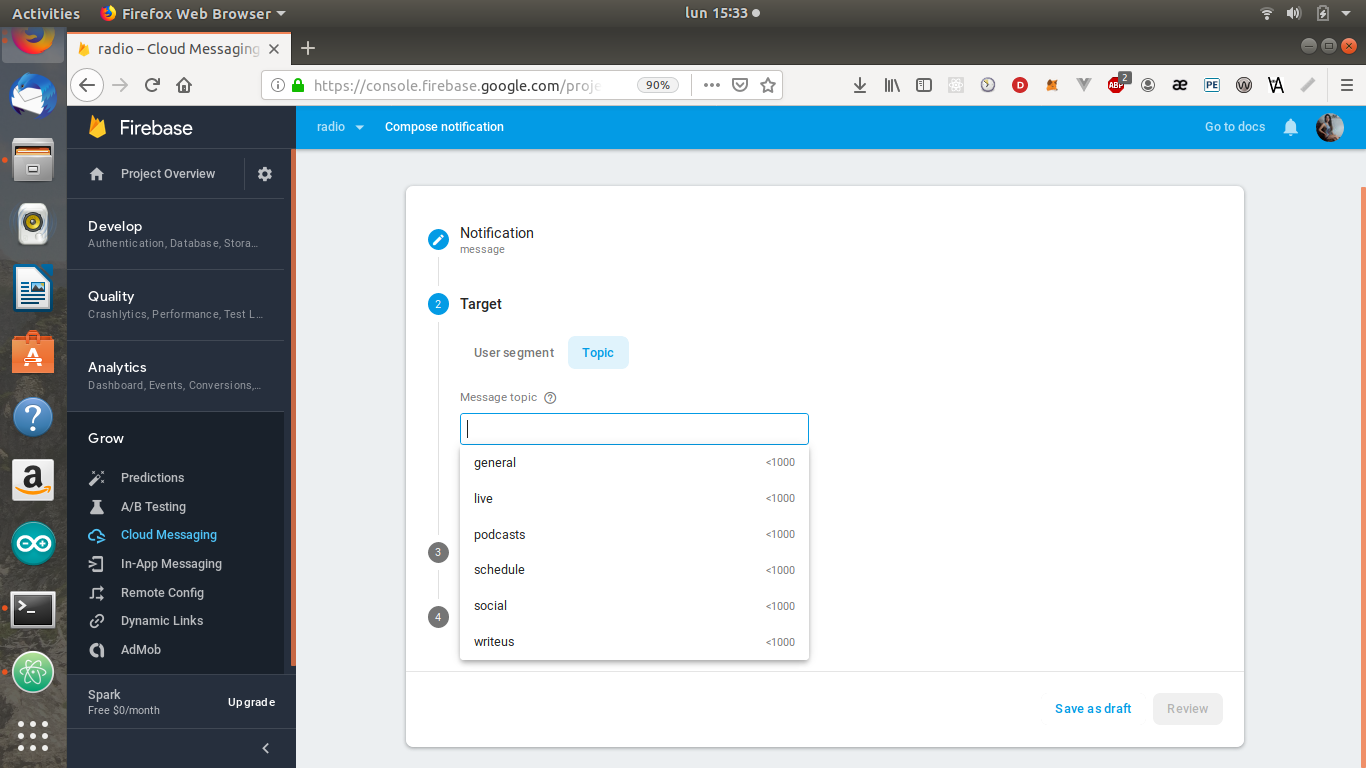 Activities
Firefox Web Browser
lun 15:33
radio – Cloud Messaging
https://console.firebase.google.com/proje
90%
2
ABP
PE
Firebase
radio
Compose notification
Go to docs
Project Overview
Develop
Authentication, Database, Stora…
Quality
Crashlytics, Performance, Test L…
Analytics
Dashboard, Events, Conversions,…
Grow
Predictions
A/B Testing
Cloud Messaging
In-App Messaging
Remote Config
Dynamic Links
AdMob
Spark
Free $0/month
Upgrade
Notification
message
2
Target
User segment
Topic
Message topic
general <1000
live <1000
podcasts <1000
schedule <1000
social <1000
writeus <1000
3
4
Save as draft
Review